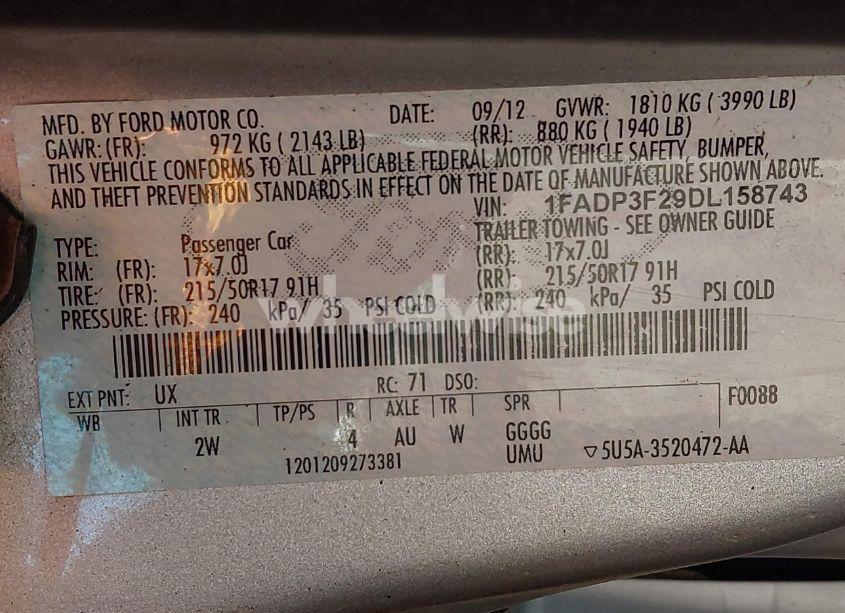 MFD. BY FORD MOTOR CO. DATE: 09/12 GVWR: 1810 KG ( 3990 LB)
GAWR: (FR): 972 KG ( 2143 LB) (RR): 880 KG ( 1940 LB)
THIS VEHICLE CONFORMS TO ALL APPLICABLE FEDERAL MOTOR VEHICLE SAFETY, BUMPER,
AND THEFT PREVENTION STANDARDS IN EFFECT ON THE DATE OF MANUFACTURE SHOWN ABOVE.
VIN: 1FADP3F29DL158743
TYPE: Passenger Car TRAILER TOWING - SEE OWNER GUIDE
RIM: (FR): 17x7.0J (RR): 17x7.0J
TIRE: (FR): 215/50R17 91H (RR): 215/50R17 91H
PRESSURE: (FR): 240 kPa/ 35 PSI COLD (RR): 240 kPa/ 35 PSI COLD
wheelwise
EXT PNT: UX RC: 71 DSO:
WB INT TR TP/PS R AXLE TR SPR F0088
2W 4 AU W GGGG
1201209273381 UMU ▽5U5A-3520472-AA